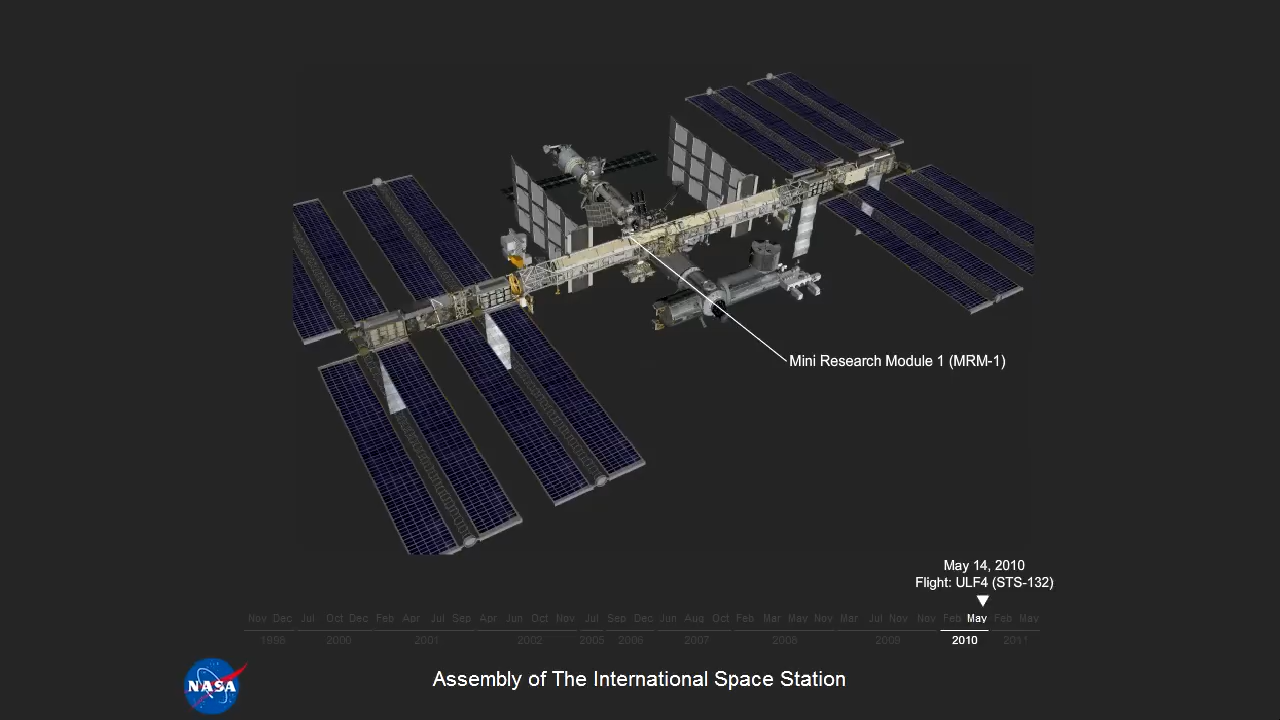 Mini Research Module 1 (MRM-1)
May 14, 2010
Flight: ULF4 (STS-132)
Nov Dec Jul Oct Dec Feb Apr Jul Sep Apr Jun Oct Nov Jul Sep Dec Jun Aug Oct Feb Mar May Nov Mar Jul Nov Nov Feb May Feb May
1998 2000 2001 2002 2005 2006 2007 2008 2009 2010 2011
NASA
Assembly of The International Space Station